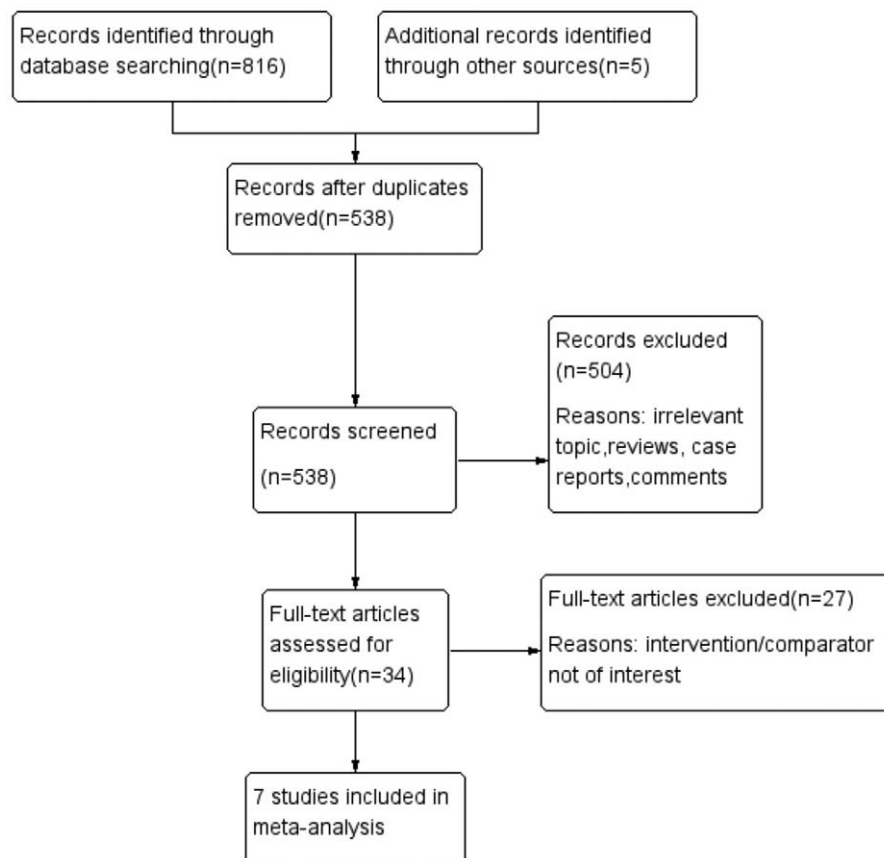 Records identified through
database searching(n=816)
Additional records identified
through other sources(n=5)
Records after duplicates
removed(n=538)
Records excluded
(n=504)
Reasons: irrelevant
topic,reviews, case
reports,comments
Records screened
(n=538)
Full-text articles
assessed for
eligibility(n=34)
Full-text articles excluded(n=27)
Reasons: intervention/comparator
not of interest
7 studies included in
meta-analysis